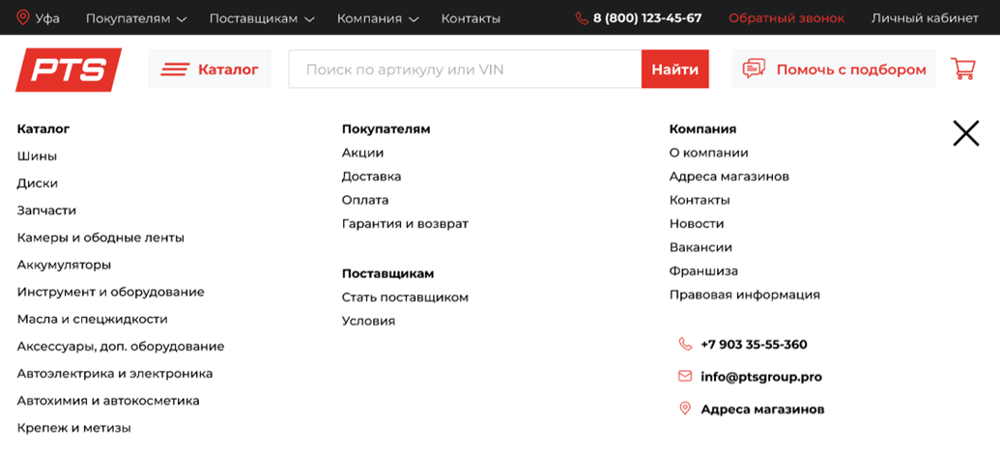 Уфа Покупателям Поставщикам Компания Контакты 8 (800) 123-45-67 Обратный звонок Личный кабинет
PTS Каталог Поиск по артикулу или VIN Найти Помочь с подбором
Каталог
Шины
Диски
Запчасти
Камеры и ободные ленты
Аккумуляторы
Инструмент и оборудование
Масла и спецжидкости
Аксессуары, доп. оборудование
Автоэлектрика и электроника
Автохимия и автокосметика
Крепеж и метизы
Покупателям
Акции
Доставка
Оплата
Гарантия и возврат
Поставщикам
Стать поставщиком
Условия
Компания
О компании
Адреса магазинов
Контакты
Новости
Вакансии
Франшиза
Правовая информация
+7 903 35-55-360
info@ptsgroup.pro
Адреса магазинов